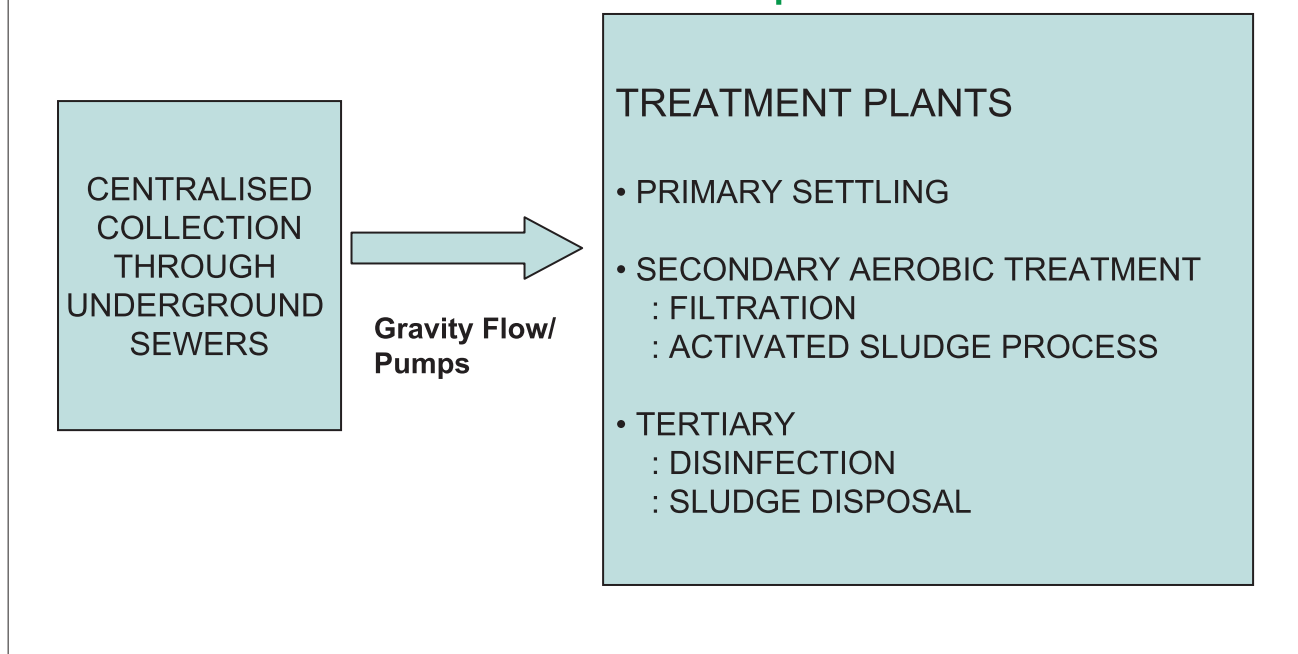 CENTRALISED
COLLECTION
THROUGH
UNDERGROUND
SEWERS
Gravity Flow/
Pumps
TREATMENT PLANTS
• PRIMARY SETTLING
• SECONDARY AEROBIC TREATMENT
: FILTRATION
: ACTIVATED SLUDGE PROCESS
• TERTIARY
: DISINFECTION
: SLUDGE DISPOSAL